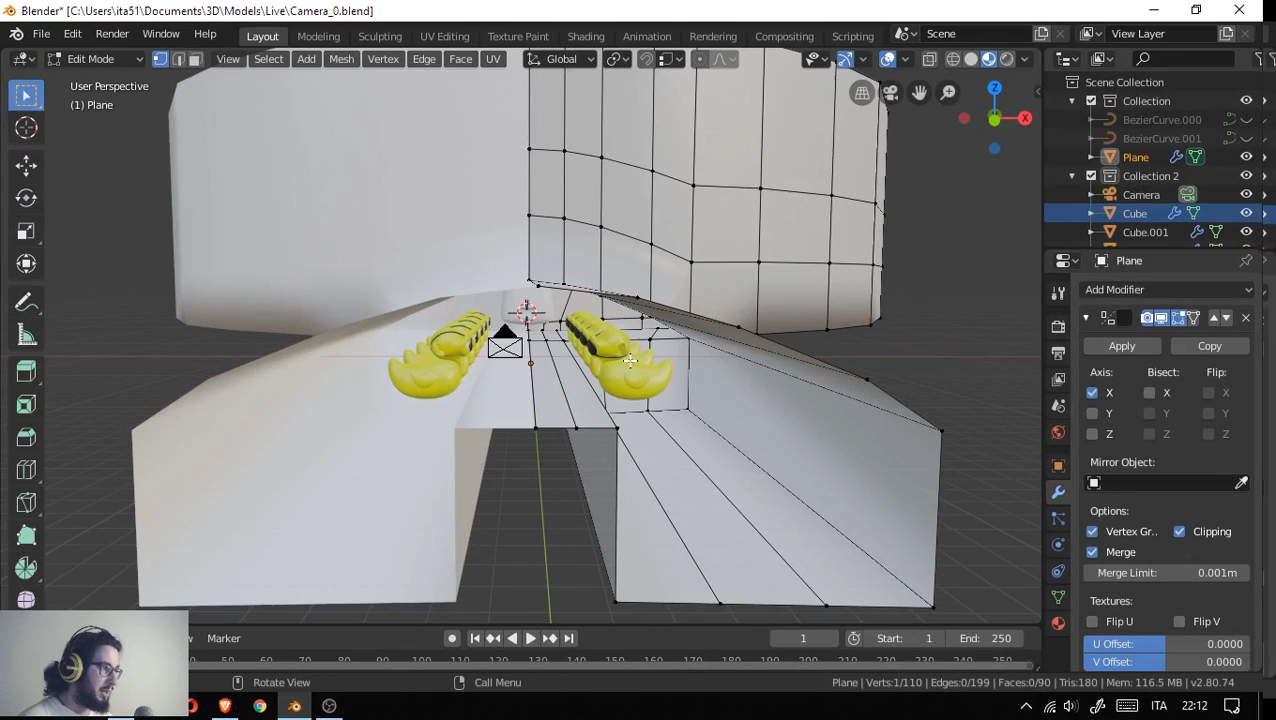 Blender* [C:\Users\ita51\Documents\3D\Models\Live\Camera_0.blend]
File Edit Render Window Help Layout Modeling Sculpting UV Editing Texture Paint Shading Animation Rendering Compositing Scripting Scene View Layer
Edit Mode View Select Add Mesh Vertex Edge Face UV Global
User Perspective
(1) Plane
Z
X
Scene Collection
Collection
BezierCurve.000
BezierCurve.001
Plane
Collection 2
Camera
Cube
Cube.001
Plane
Add Modifier
Apply Copy
Axis: Bisect: Flip:
X X X
Y Y Y
Z Z Z
Mirror Object:
Options:
Vertex Gr.. Clipping
Merge
Merge Limit: 0.001m
Textures:
Flip U Flip V
U Offset: 0.0000
V Offset: 0.0000
Marker 1 Start: 1 End: 250
50 60 70 80 90 100 110 120 130 140 150 160 170 180 190 200 210 220 230 240 250
Rotate View Call Menu Plane | Verts:1/110 | Edges:0/199 | Faces:0/90 | Tris:180 | Mem: 116.5 MB | v2.80.74
ITA 22:12